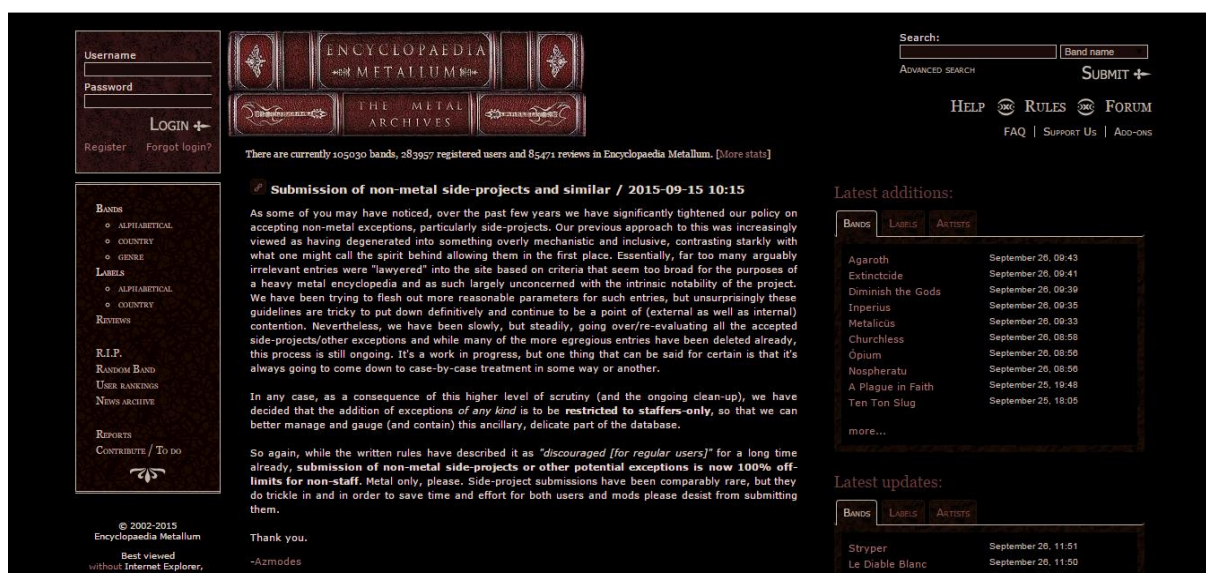 Username
Password
LOGIN
Register Forgot login?
ENCYCLOPAEDIA
METALLUM
THE METAL
ARCHIVES
Search:
Band name
ADVANCED SEARCH
SUBMIT
HELP RULES FORUM
FAQ | SUPPORT US | ADD-ONS
There are currently 105030 bands, 283957 registered users and 85471 reviews in Encyclopaedia Metallum. [More stats]
BANDS
ALPHABETICAL
COUNTRY
GENRE
LABELS
ALPHABETICAL
COUNTRY
REVIEWS
R.I.P.
RANDOM BAND
USER RANKINGS
NEWS ARCHIVE
REPORTS
CONTRIBUTE / TO DO
© 2002-2015
Encyclopaedia Metallum
Best viewed
without Internet Explorer,
Submission of non-metal side-projects and similar / 2015-09-15 10:15
As some of you may have noticed, over the past few years we have significantly tightened our policy on
accepting non-metal exceptions, particularly side-projects. Our previous approach to this was increasingly
viewed as having degenerated into something overly mechanistic and inclusive, contrasting starkly with
what one might call the spirit behind allowing them in the first place. Essentially, far too many arguably
irrelevant entries were "lawyered" into the site based on criteria that seem too broad for the purposes of
a heavy metal encyclopedia and as such largely unconcerned with the intrinsic notability of the project.
We have been trying to flesh out more reasonable parameters for such entries, but unsurprisingly these
guidelines are tricky to put down definitively and continue to be a point of (external as well as internal)
contention. Nevertheless, we have been slowly, but steadily, going over/re-evaluating all the accepted
side-projects/other exceptions and while many of the more egregious entries have been deleted already,
this process is still ongoing. It's a work in progress, but one thing that can be said for certain is that it's
always going to come down to case-by-case treatment in some way or another.
In any case, as a consequence of this higher level of scrutiny (and the ongoing clean-up), we have
decided that the addition of exceptions of any kind is to be restricted to staffers-only, so that we can
better manage and gauge (and contain) this ancillary, delicate part of the database.
So again, while the written rules have described it as "discouraged [for regular users]" for a long time
already, submission of non-metal side-projects or other potential exceptions is now 100% off-
limits for non-staff. Metal only, please. Side-project submissions have been comparably rare, but they
do trickle in and in order to save time and effort for both users and mods please desist from submitting
them.
Thank you.
-Azmodes
Latest additions:
BANDS LABELS ARTISTS
Agaroth September 26, 09:43
Extinctcide September 26, 09:41
Diminish the Gods September 26, 09:39
Inperius September 26, 09:35
Metalicüs September 26, 09:33
Churchless September 26, 08:58
Ópium September 26, 08:56
Nospheratu September 26, 08:56
A Plague in Faith September 25, 19:48
Ten Ton Slug September 25, 18:05
more...
Latest updates:
BANDS LABELS ARTISTS
Stryper September 26, 11:51
Le Diable Blanc September 26, 11:50